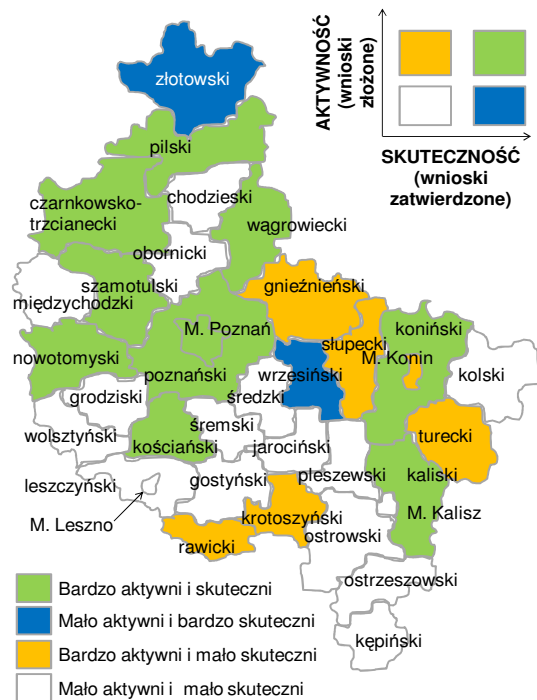 złotowski
AKTYWNOŚĆ
(wnioski
złożone)
SKUTECZNOŚĆ
(wnioski
zatwierdzone)
pilski
chodzieski
czarnkowsko-
trzcianecki
wągrowiecki
obornicki
szamotulski
gnieźnieński
międzychodzki
M. Poznań
słupecki
koniński
M. Konin
nowotomyski
poznański
wrzesiński
kolski
grodziski
średzki
wolsztyński
śremski
turecki
kościański
jarociński
leszczyński
gostyński
pleszewski
kaliski
M. Leszno
krotoszyński
M. Kalisz
rawicki
ostrowski
ostrzeszowski
kępiński
Bardzo aktywni i skuteczni
Mało aktywni i bardzo skuteczni
Bardzo aktywni i mało skuteczni
Mało aktywni i mało skuteczni